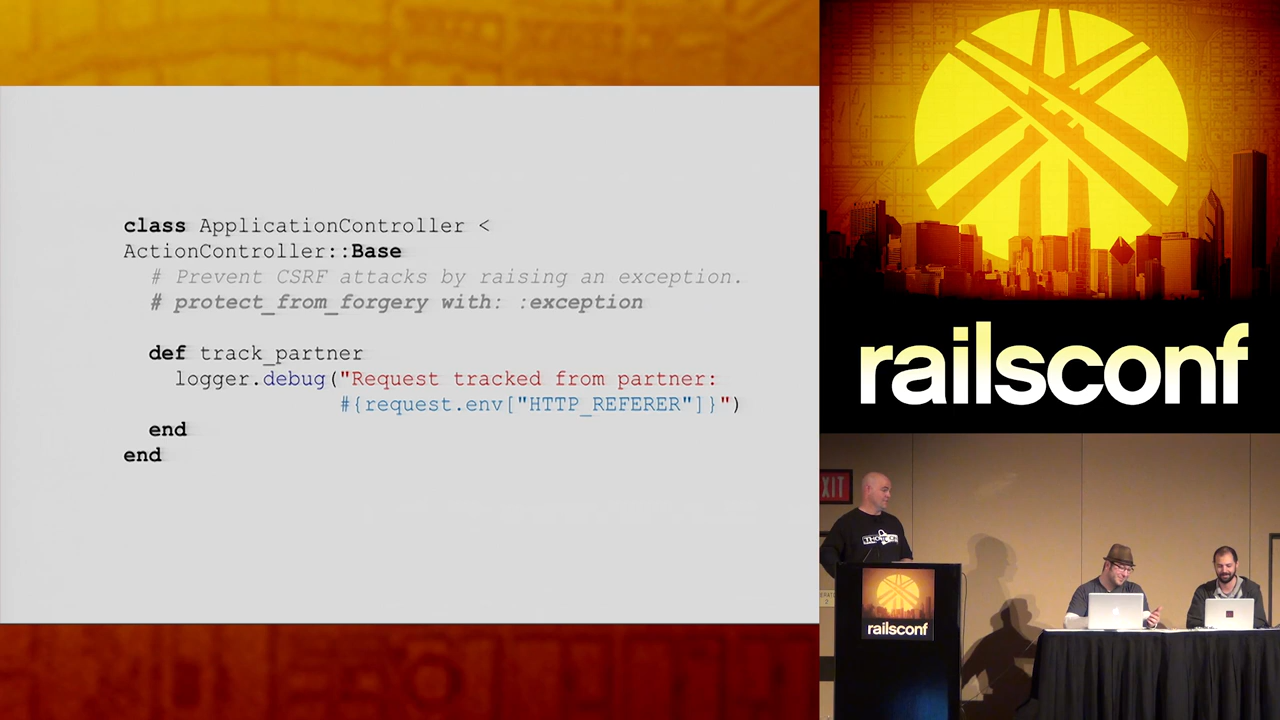 class ApplicationController <
ActionController::Base
# Prevent CSRF attacks by raising an exception.
# protect_from_forgery with: :exception
def track_partner
logger.debug("Request tracked from partner:
#{request.env["HTTP_REFERER"]}")
end
end
railsconf
EXIT
railsconf